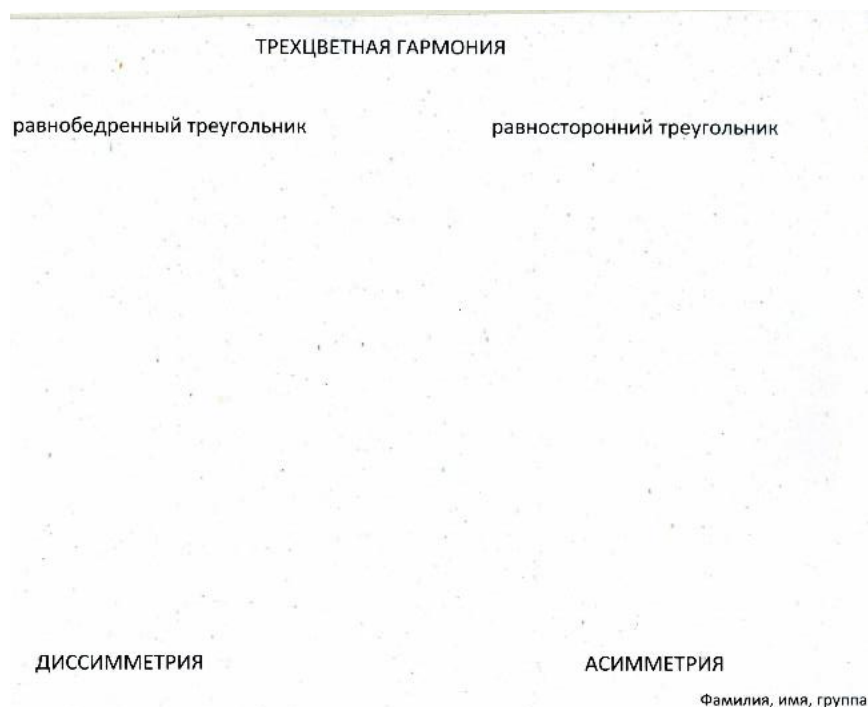 ТРЕХЦВЕТНАЯ ГАРМОНИЯ
равнобедренный треугольник
равносторонний треугольник
ДИССИММЕТРИЯ
АСИММЕТРИЯ
Фамилия, имя, группа